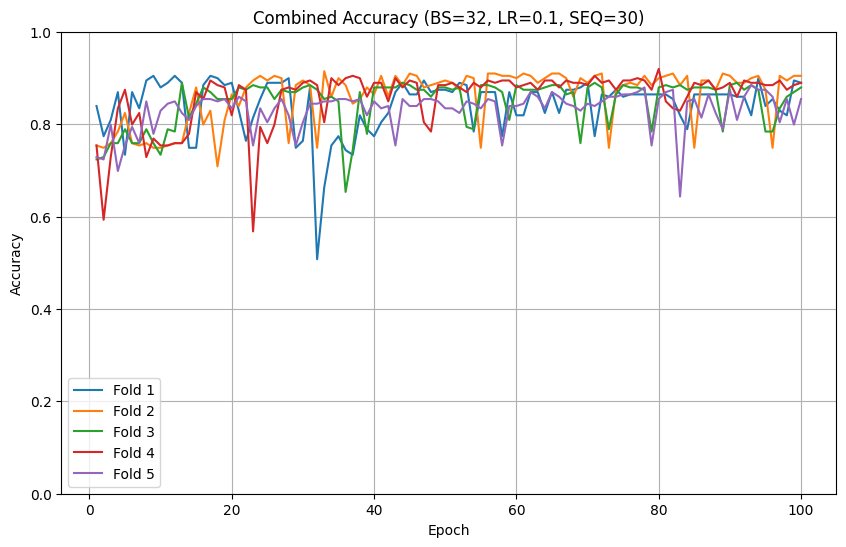 Combined Accuracy (BS=32, LR=0.1, SEQ=30)
1.0
0.8
0.6
0.4
0.2
0.0
Accuracy
Fold 1
Fold 2
Fold 3
Fold 4
Fold 5
0 20 40 60 80 100
Epoch